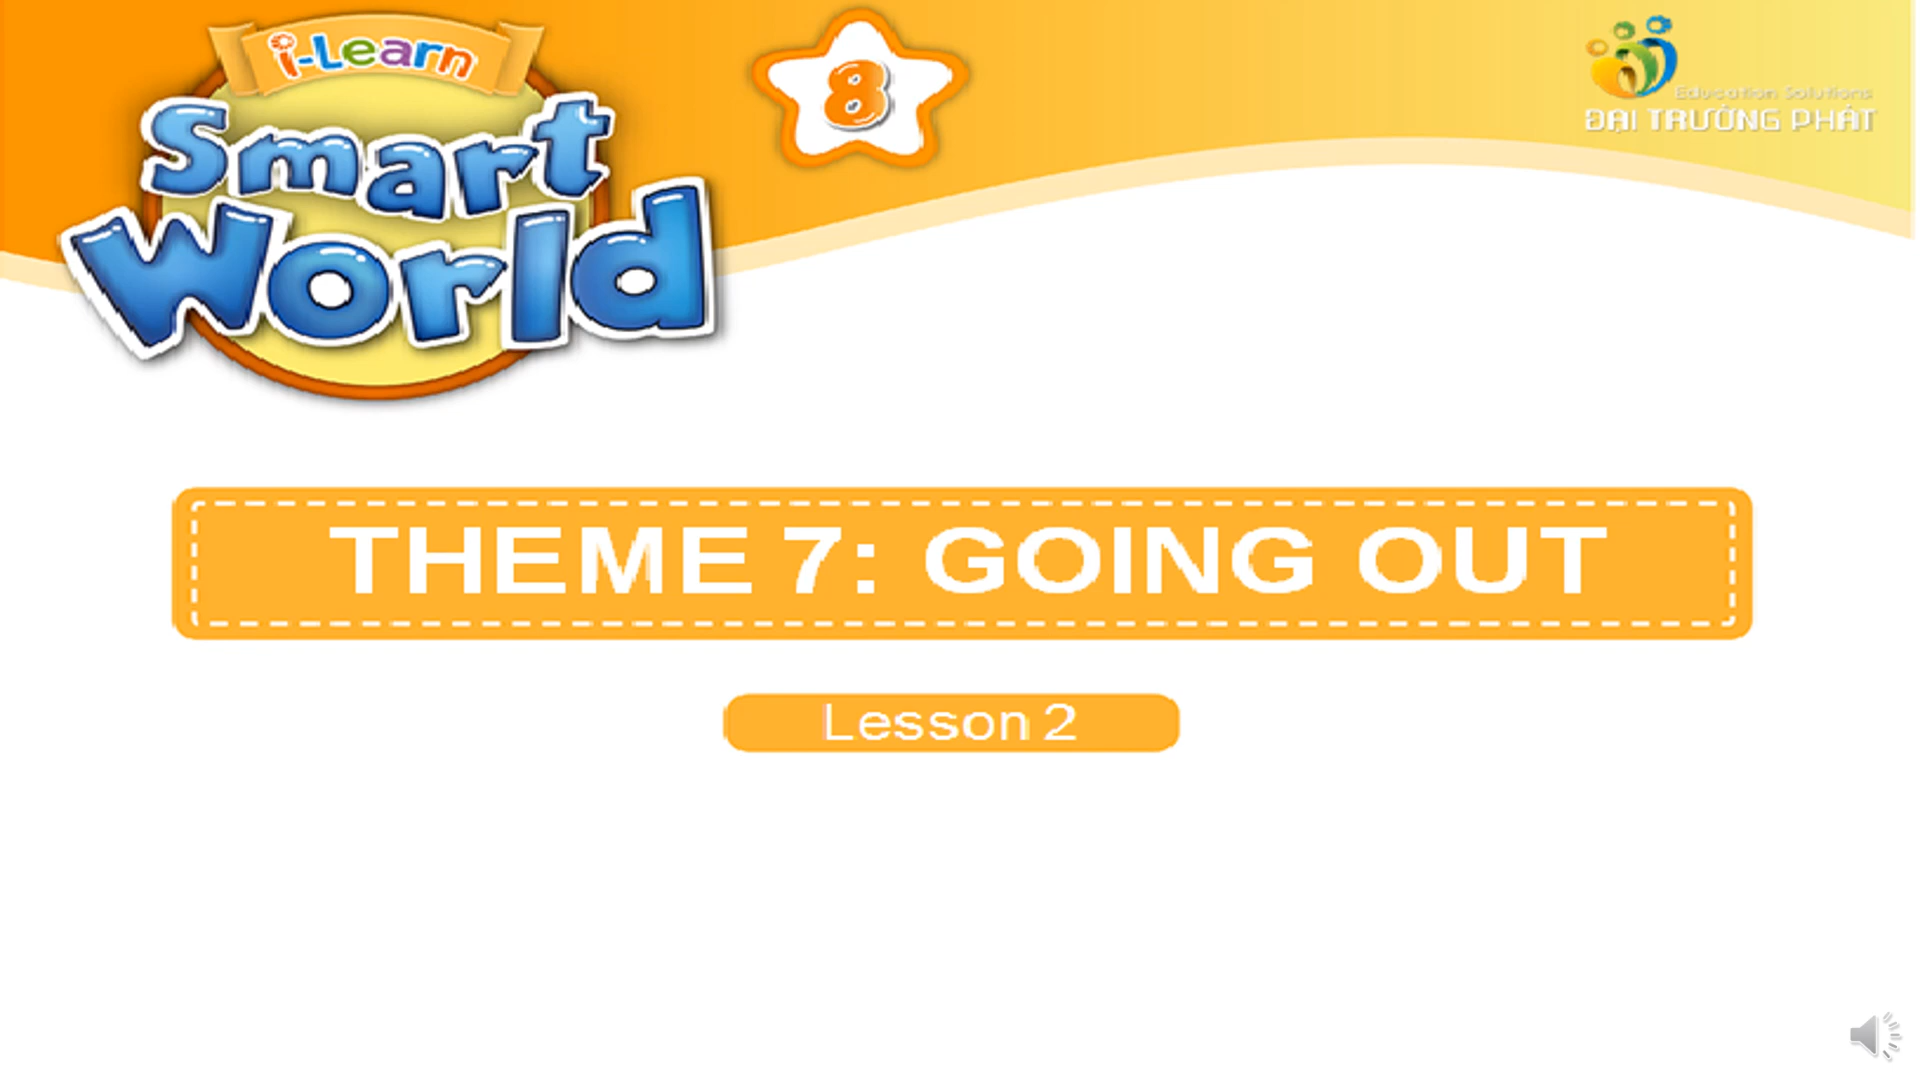 i-Learn
Smart
World
8
Education Solutions
ĐẠI TRƯỜNG PHÁT
THEME 7: GOING OUT
Lesson 2